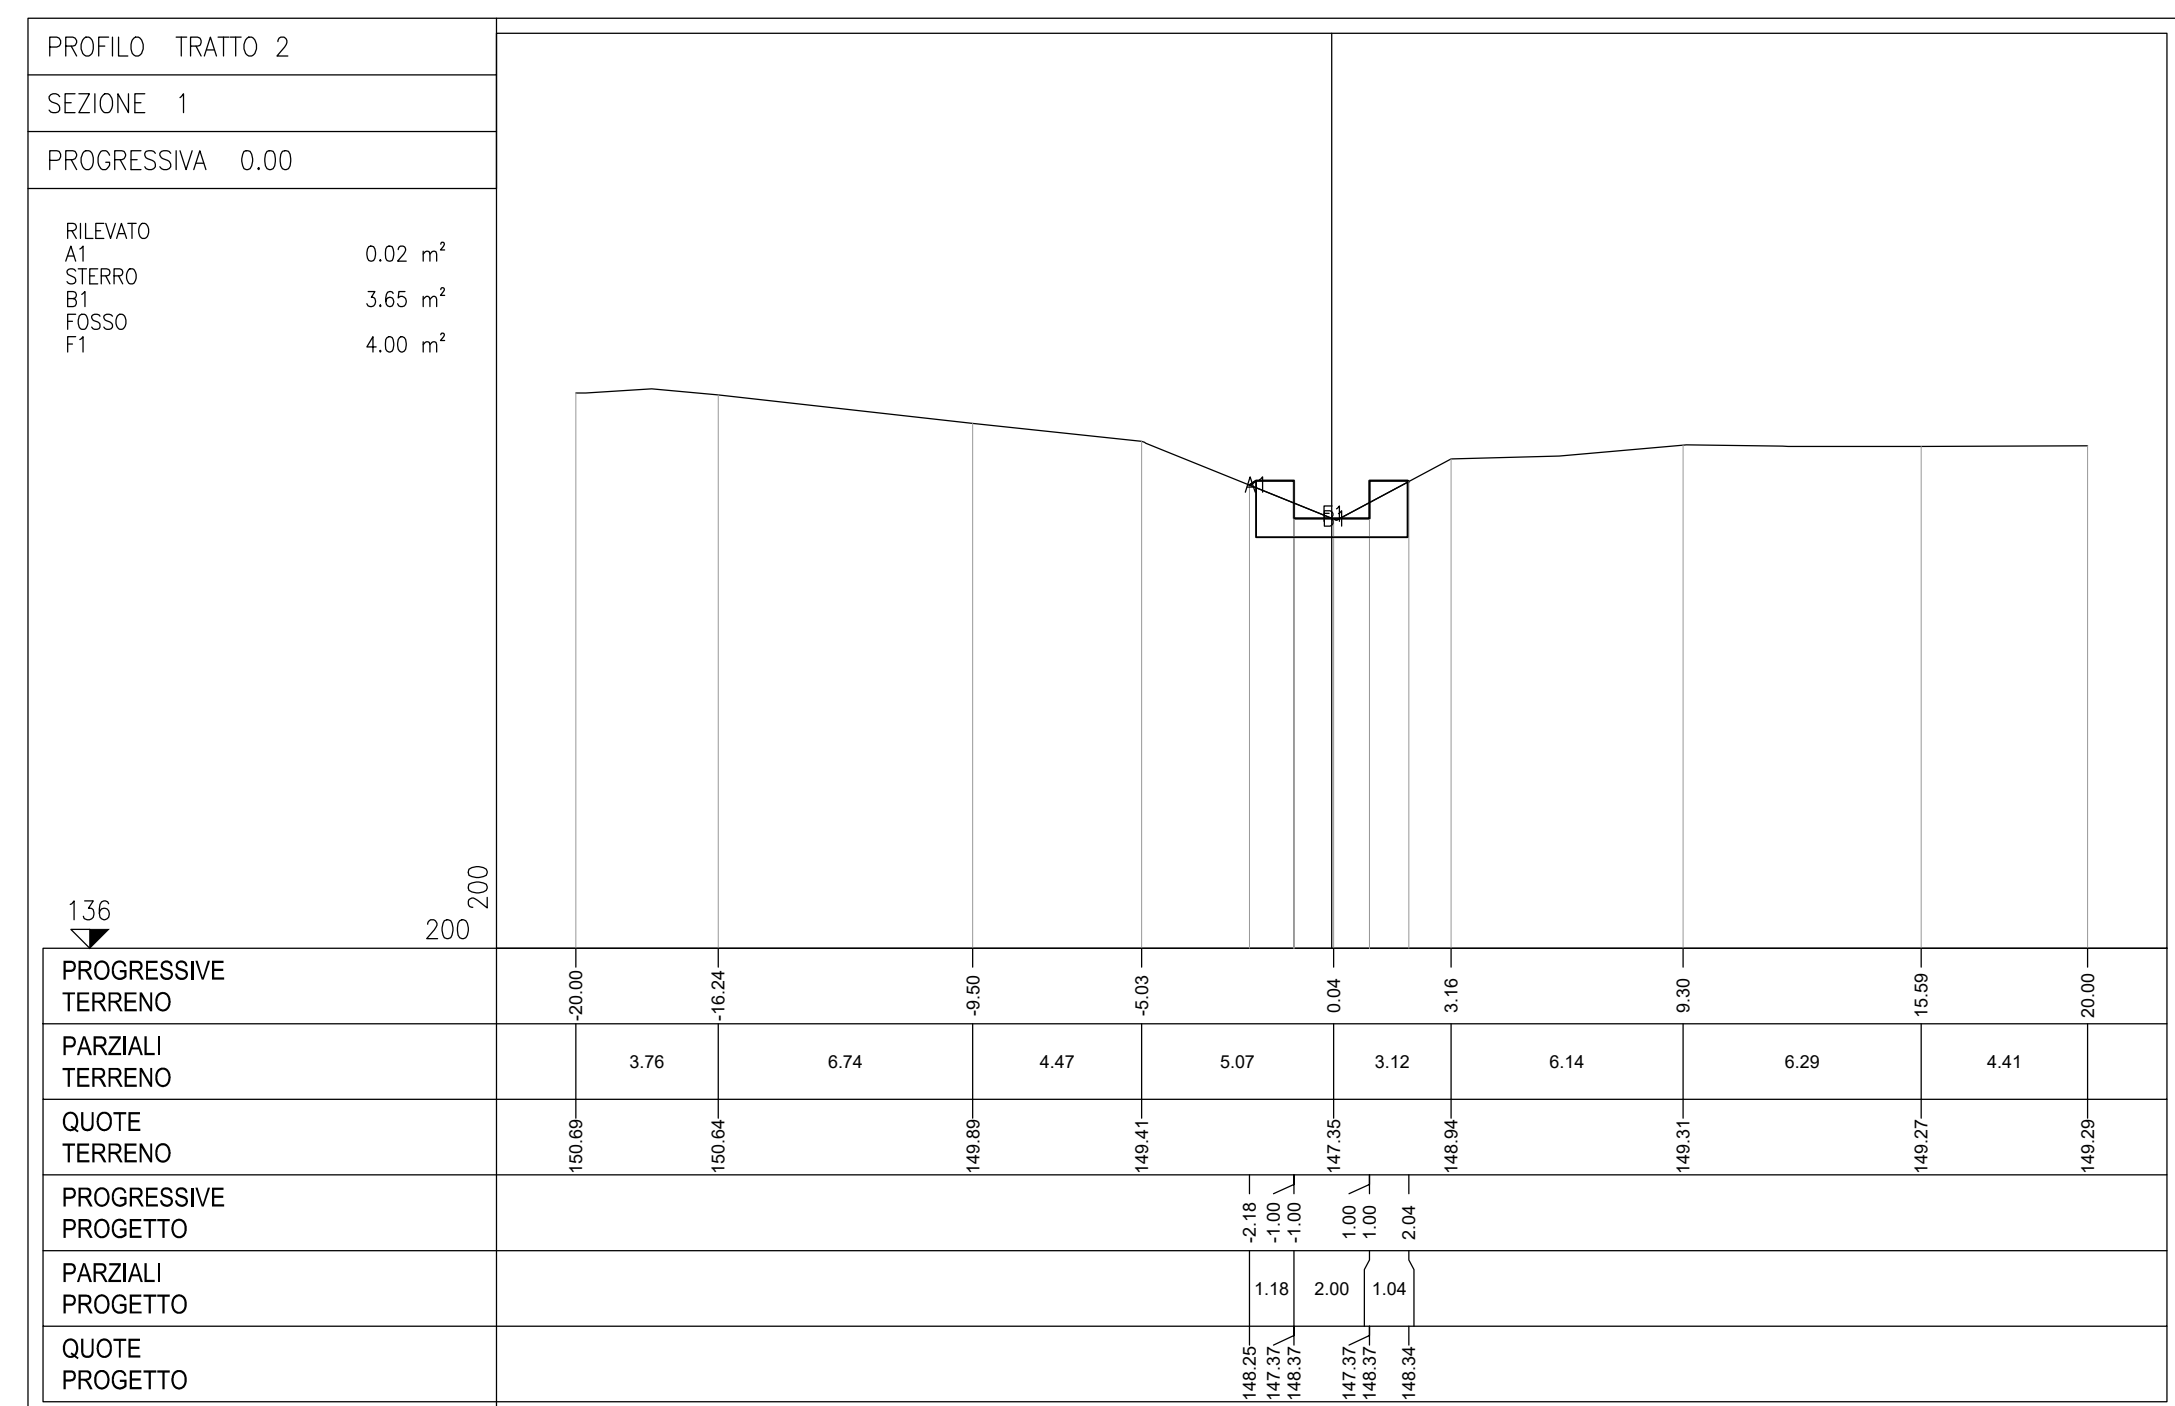 PROFILO TRATTO 2
SEZIONE 1
PROGRESSIVA 0.00
RILEVATO
A1 0.02 m²
STERRO
B1 3.65 m²
FOSSO
F1 4.00 m²
A1
136
200
200
PROGRESSIVE
TERRENO
-20.00 -16.24 -9.50 -5.03 0.04 3.16 9.30 15.59 20.00
PARZIALI
TERRENO
3.76 6.74 4.47 5.07 3.12 6.14 6.29 4.41
QUOTE
TERRENO
150.69 150.64 149.89 149.41 147.35 148.94 149.31 149.27 149.29
PROGRESSIVE
PROGETTO
-2.18 -1.00 -1.00 1.00 1.00 2.04
PARZIALI
PROGETTO
1.18 2.00 1.04
QUOTE
PROGETTO
148.25 147.37 148.37 147.37 148.37 148.34